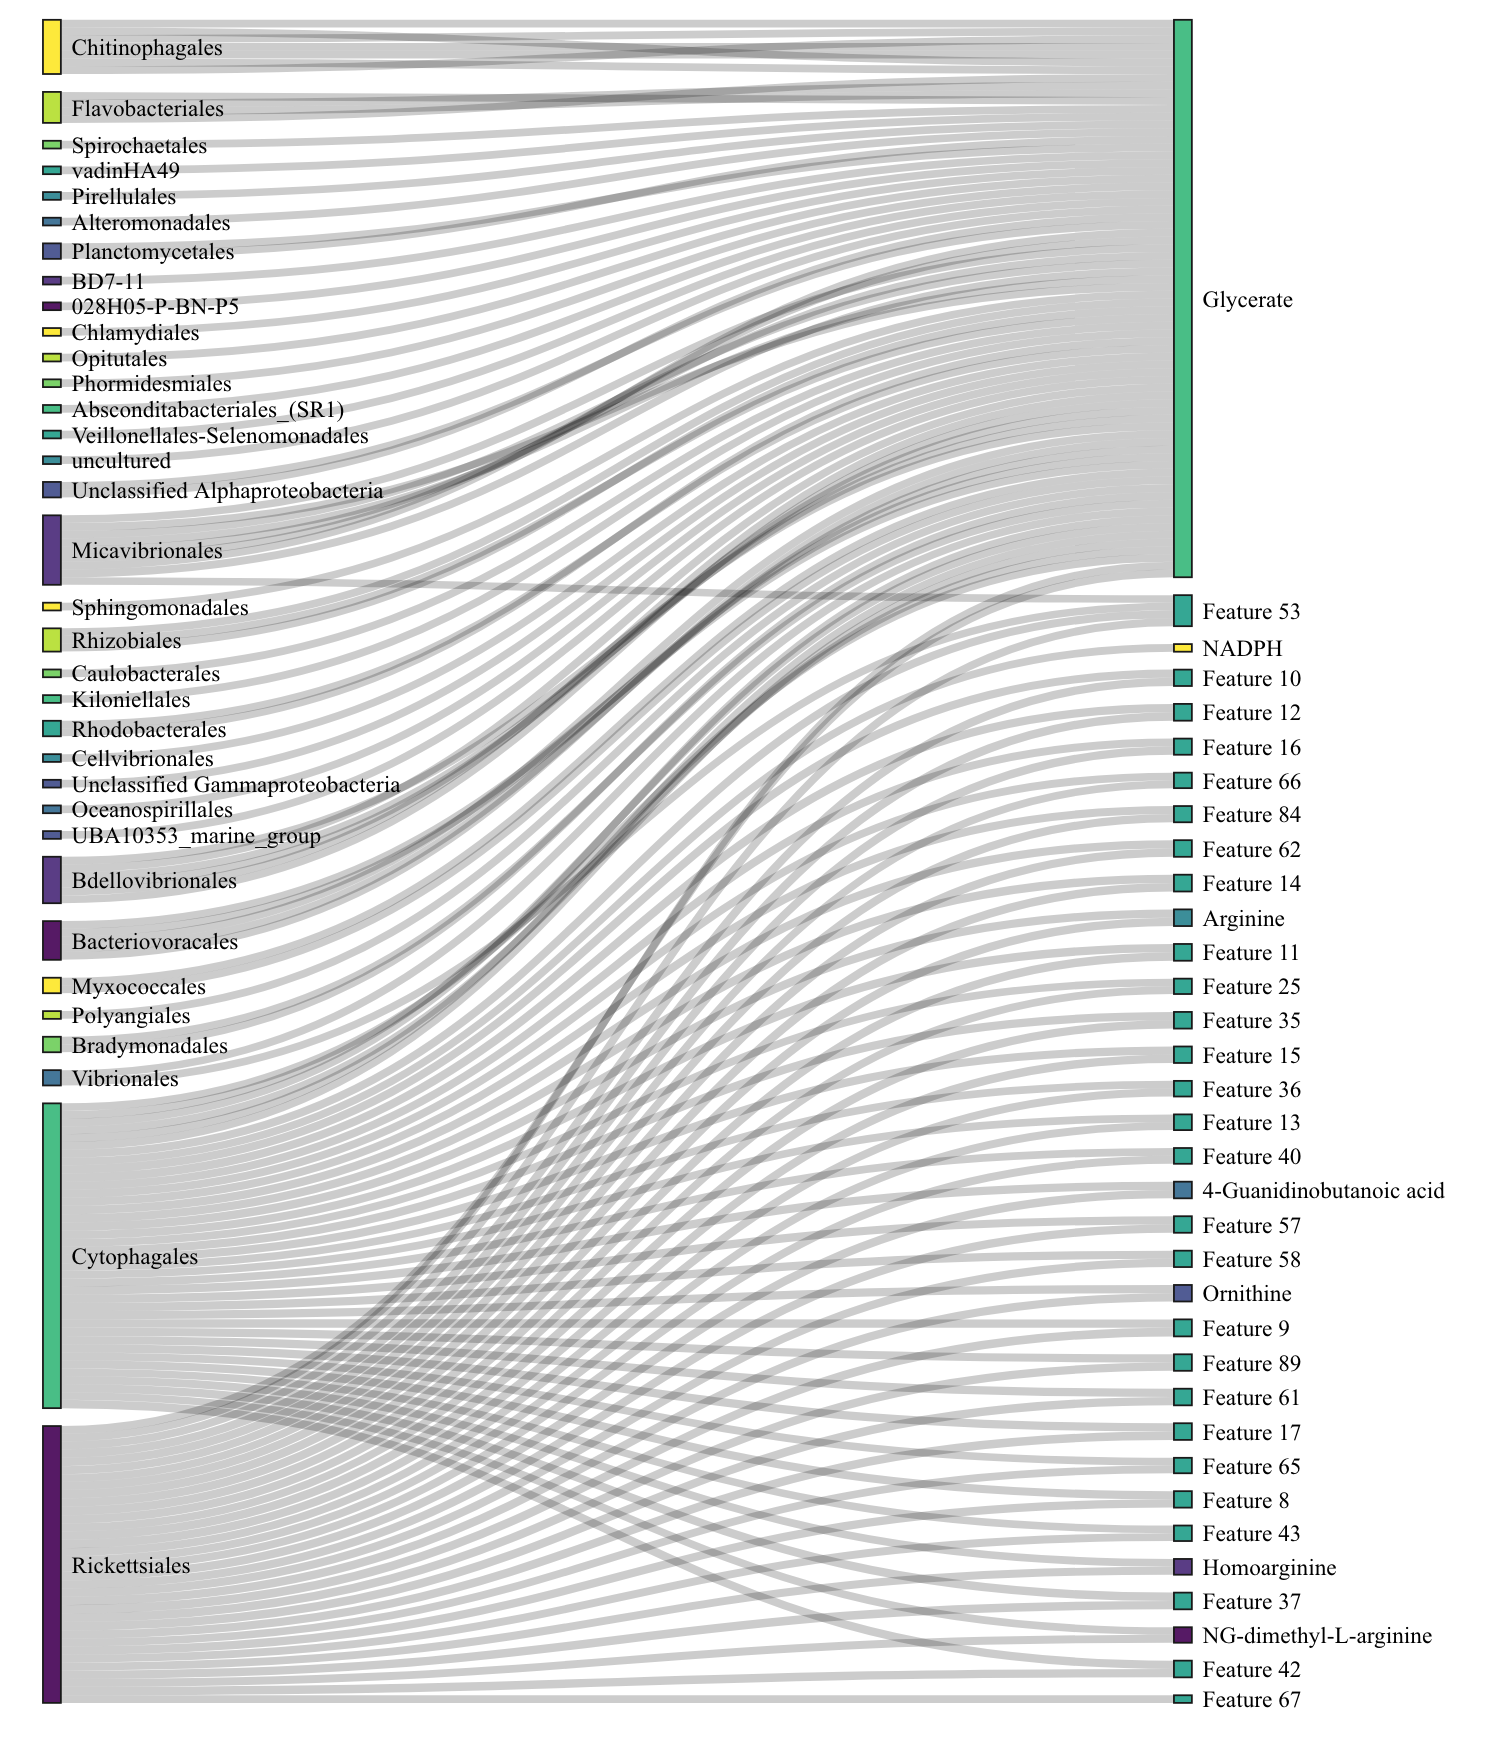 Chitinophagales
Flavobacteriales
Spirochaetales
vadinHA49
Pirellulales
Alteromonadales
Planctomycetales
BD7-11
028H05-P-BN-P5
Chlamydiales
Opitutales
Phormidesmiales
Absconditabacteriales_(SR1)
Veillonellales-Selenomonadales
uncultured
Unclassified Alphaproteobacteria
Micavibrionales
Sphingomonadales
Rhizobiales
Caulobacterales
Kiloniellales
Rhodobacterales
Cellvibrionales
Unclassified Gammaproteobacteria
Oceanospirillales
UBA10353_marine_group
Bdellovibrionales
Bacteriovoracales
Myxococcales
Polyangiales
Bradymonadales
Vibrionales
Cytophagales
Rickettsiales
Glycerate
Feature 53
NADPH
Feature 10
Feature 12
Feature 16
Feature 66
Feature 84
Feature 62
Feature 14
Arginine
Feature 11
Feature 25
Feature 35
Feature 15
Feature 36
Feature 13
Feature 40
4-Guanidinobutanoic acid
Feature 57
Feature 58
Ornithine
Feature 9
Feature 89
Feature 61
Feature 17
Feature 65
Feature 8
Feature 43
Homoarginine
Feature 37
NG-dimethyl-L-arginine
Feature 42
Feature 67